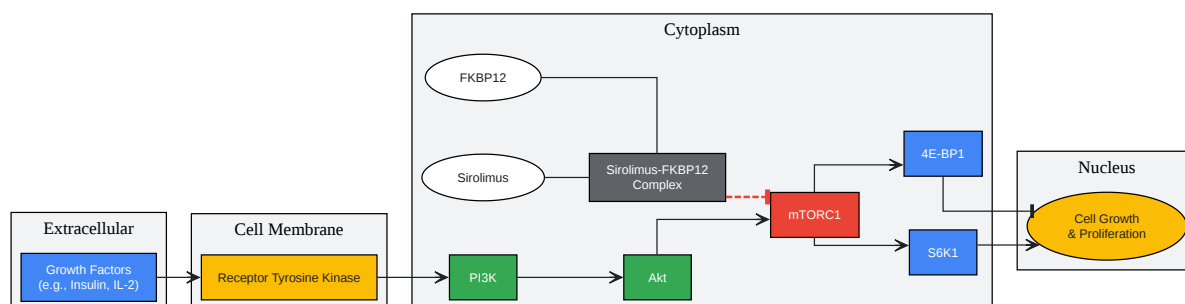 Extracellular
Growth Factors
(e.g., Insulin, IL-2)
Cell Membrane
Receptor Tyrosine Kinase
Cytoplasm
FKBP12
Sirolimus
Sirolimus-FKBP12
Complex
PI3K
Akt
mTORC1
4E-BP1
S6K1
Nucleus
Cell Growth
& Proliferation